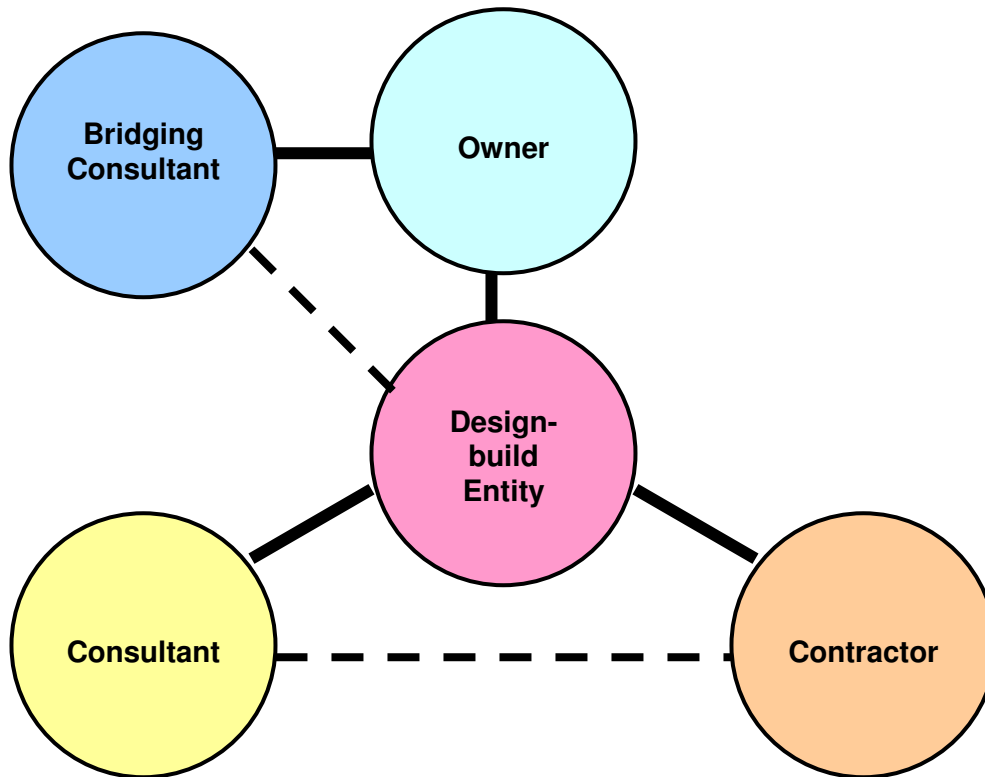 Bridging
Consultant
Owner
Design-
build
Entity
Consultant
Contractor